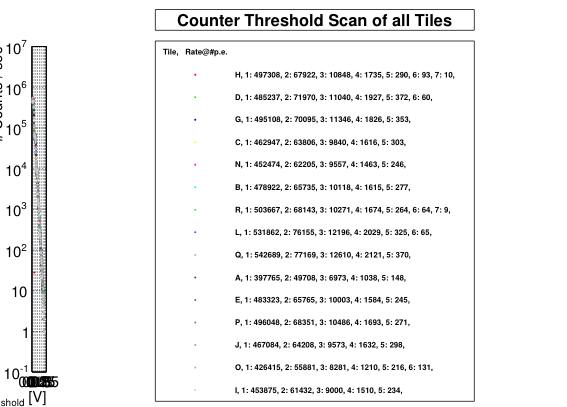 Counter Threshold Scan of all Tiles
Tile, Rate@#p.e.
H, 1: 497308, 2: 67922, 3: 10848, 4: 1735, 5: 290, 6: 93, 7: 10,
D, 1: 485237, 2: 71970, 3: 11040, 4: 1927, 5: 372, 6: 60,
G, 1: 495108, 2: 70095, 3: 11346, 4: 1826, 5: 353,
C, 1: 462947, 2: 63806, 3: 9840, 4: 1616, 5: 303,
N, 1: 452474, 2: 62205, 3: 9557, 4: 1463, 5: 246,
B, 1: 478922, 2: 65735, 3: 10118, 4: 1615, 5: 277,
R, 1: 503667, 2: 68143, 3: 10271, 4: 1674, 5: 264, 6: 64, 7: 9,
L, 1: 531862, 2: 76155, 3: 12196, 4: 2029, 5: 325, 6: 65,
Q, 1: 542689, 2: 77169, 3: 12610, 4: 2121, 5: 370,
A, 1: 397765, 2: 49708, 3: 6973, 4: 1038, 5: 148,
E, 1: 483323, 2: 65765, 3: 10003, 4: 1584, 5: 245,
P, 1: 496048, 2: 68351, 3: 10486, 4: 1693, 5: 271,
J, 1: 467084, 2: 64208, 3: 9573, 4: 1632, 5: 298,
O, 1: 426415, 2: 55881, 3: 8281, 4: 1210, 5: 216, 6: 131,
I, 1: 453875, 2: 61432, 3: 9000, 4: 1510, 5: 234,
10^7
10^6
10^5
10^4
10^3
10^2
10
1
10^-1
[V]